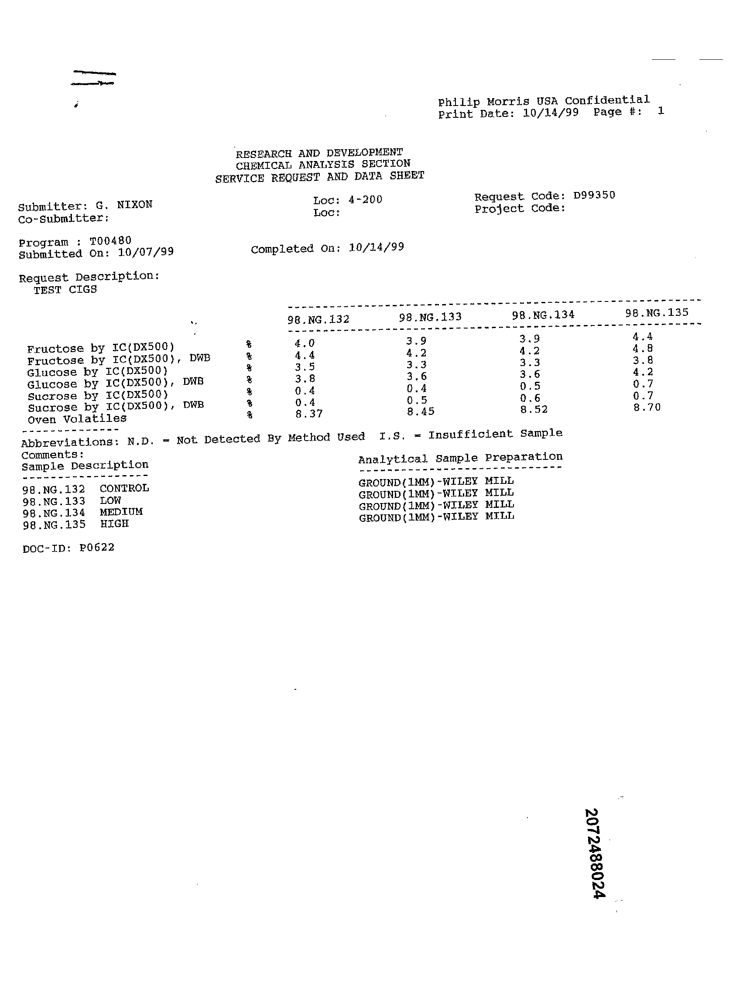 Philip Morris USA Confidential
Print Date: 10/14/99 Page #: 1
RESEARCH AND DEVELOPMENT
CHEMICAL ANALYSIS SECTION
SERVICE REQUEST AND DATA SHEET
Submitter: G. NIXON Loc: 4-200 Request Code: D99350
Co-Submitter: Loc: Project Code:
Program : T00480
Submitted On: 10/07/99 Completed On: 10/14/99
Request Description:
TEST CIGS
98.NG.132 98.NG.133 98.NG.134 98.NG.135
Fructose by IC(DX500) % 4.0 3.9 3.9 4.4
Fructose by IC(DX500), DWB % 4.4 4.2 4.2 4.8
Glucose by IC(DX500) % 3.5 3.3 3.3 3.8
Glucose by IC(DX500), DWB % 3.8 3.6 3.6 4.2
Sucrose by IC(DX500) % 0.4 0.4 0.5 0.7
Sucrose by IC(DX500), DWB % 0.4 0.5 0.6 0.7
Oven Volatiles % 8.37 8.45 8.52 8.70
Abbreviations: N.D. = Not Detected By Method Used I.S. = Insufficient Sample
Comments:
Sample Description Analytical Sample Preparation
98.NG.132 CONTROL GROUND(1MM)-WILEY MILL
98.NG.133 LOW GROUND(1MM)-WILEY MILL
98.NG.134 MEDIUM GROUND(1MM)-WILEY MILL
98.NG.135 HIGH GROUND(1MM)-WILEY MILL
DOC-ID: P0622
2072488024